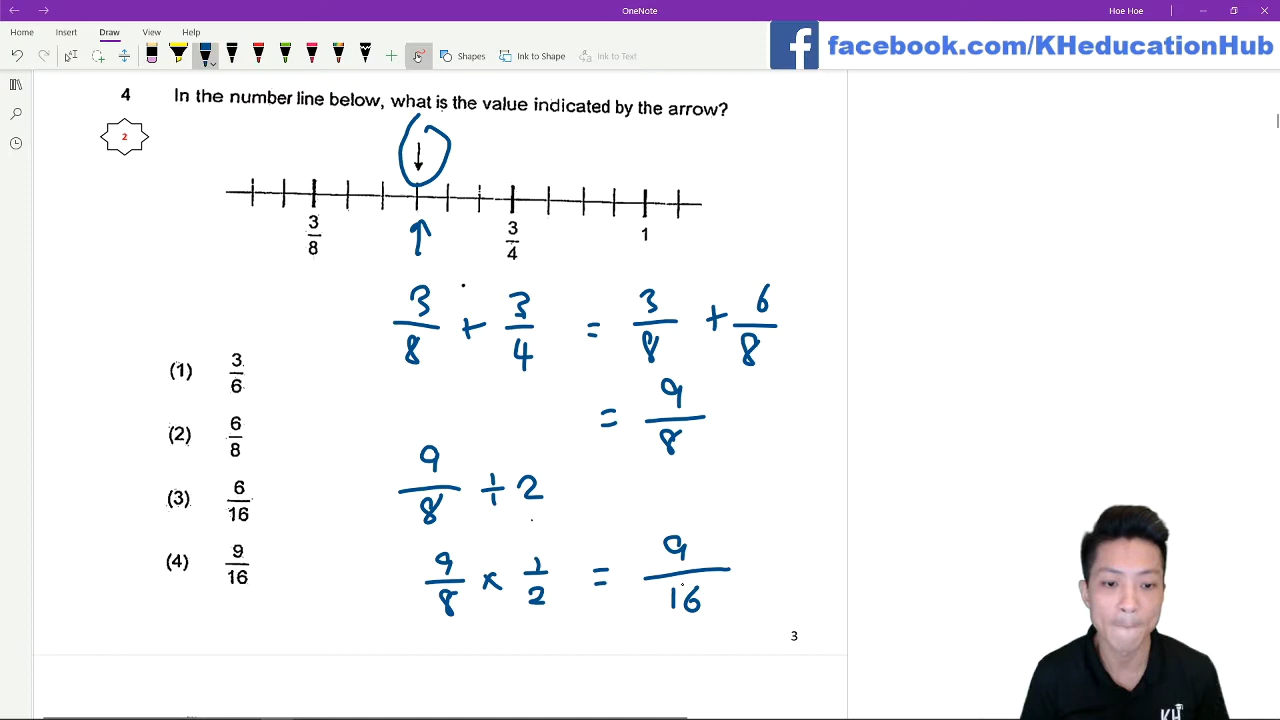 OneNote
Hoe Hoe
Home Insert Draw View Help
Shapes Ink to Shape Ink to Text
facebook.com/KHeducationHub
4 In the number line below, what is the value indicated by the arrow?
2
3/8 3/4 1
3/8 + 3/4 = 3/8 + 6/8
= 9/8
9/8 ÷ 2
9/8 × 1/2 = 9/16
(1) 3/6
(2) 6/8
(3) 6/16
(4) 9/16
3
KH